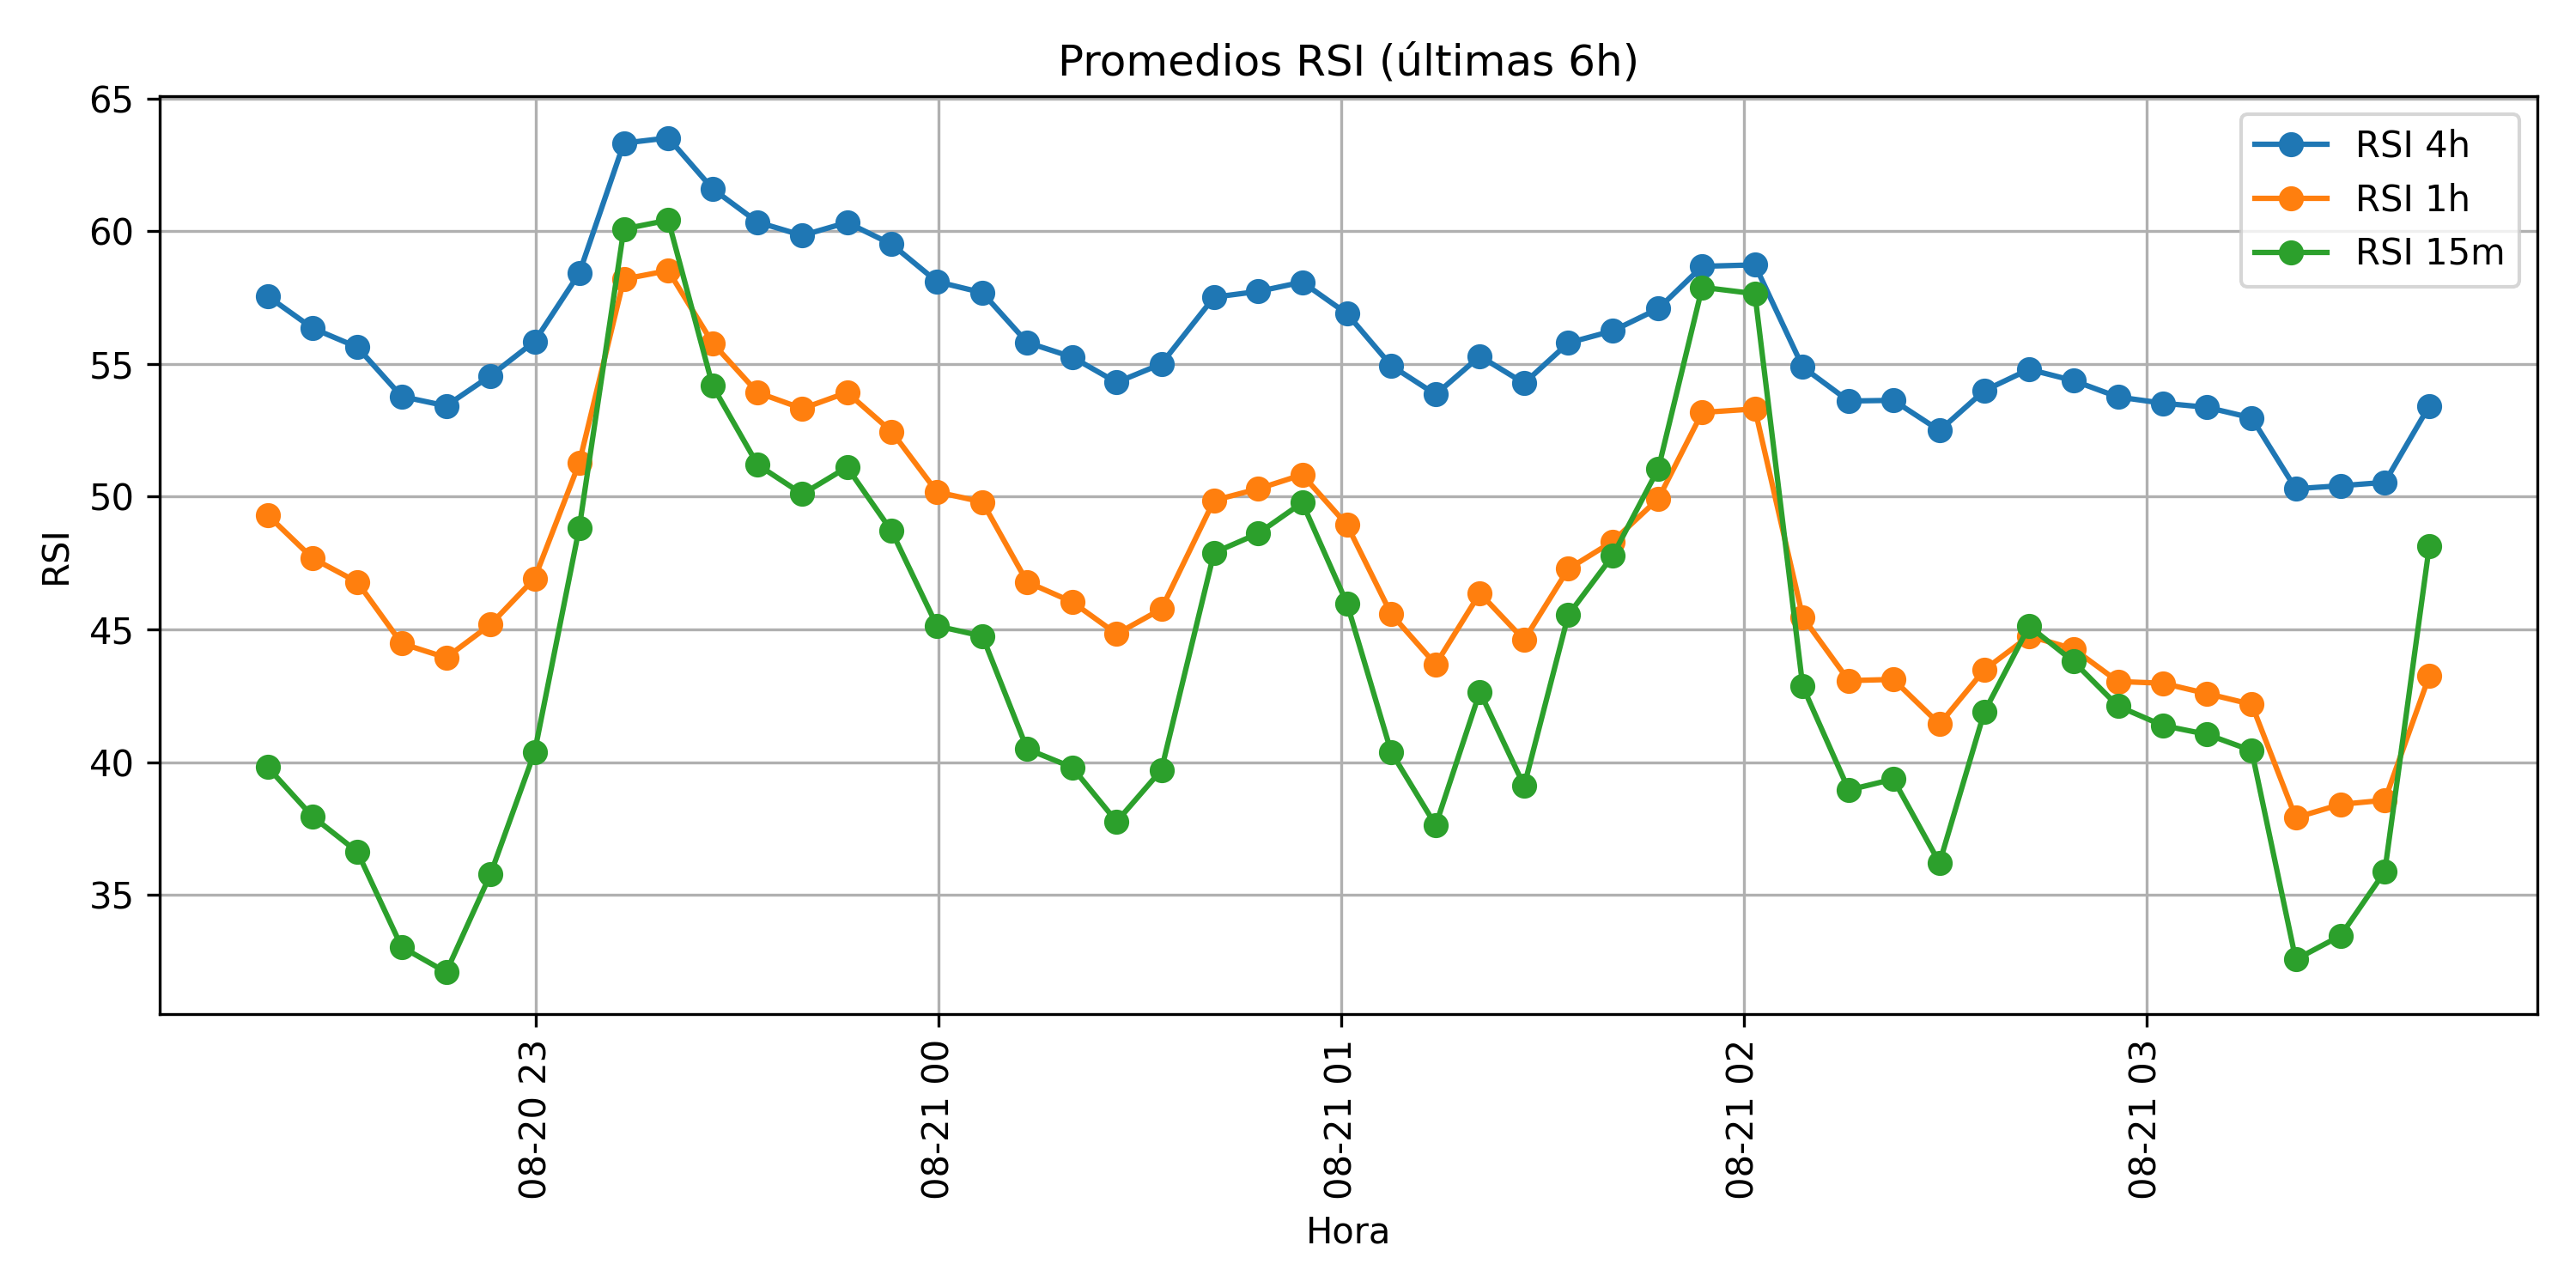 Promedios RSI (últimas 6h)
RSI 4h
RSI 1h
RSI 15m
65
60
55
50
45
40
35
RSI
08-20 23
08-21 00
08-21 01
08-21 02
08-21 03
Hora